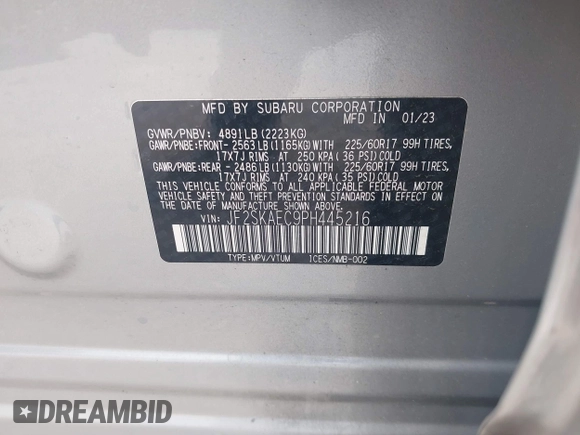 MFD BY SUBARU CORPORATION
MFD IN 01/23
GVWR/PNBV: 4891LB(2223KG)
GAWR/PNBE:FRONT- 2563LB(1165KG)WITH 225/60R17 99H TIRES,
17X7J RIMS AT 250 KPA(36 PSI)COLD
GAWR/PNBE:REAR - 2486LB(1130KG)WITH 225/60R17 99H TIRES,
17X7J RIMS AT 240 KPA(35 PSI)COLD
THIS VEHICLE CONFORMS TO ALL APPLICABLE FEDERAL MOTOR
VEHICLE SAFETY AND THEFT PREVENTION STANDARDS IN EFFECT
ON THE DATE OF MANUFACTURE SHOWN ABOVE.
VIN: JF2SKAEC9PH445216
TYPE:MPV/VTUM 1CES/NMB-002
DREAMBID